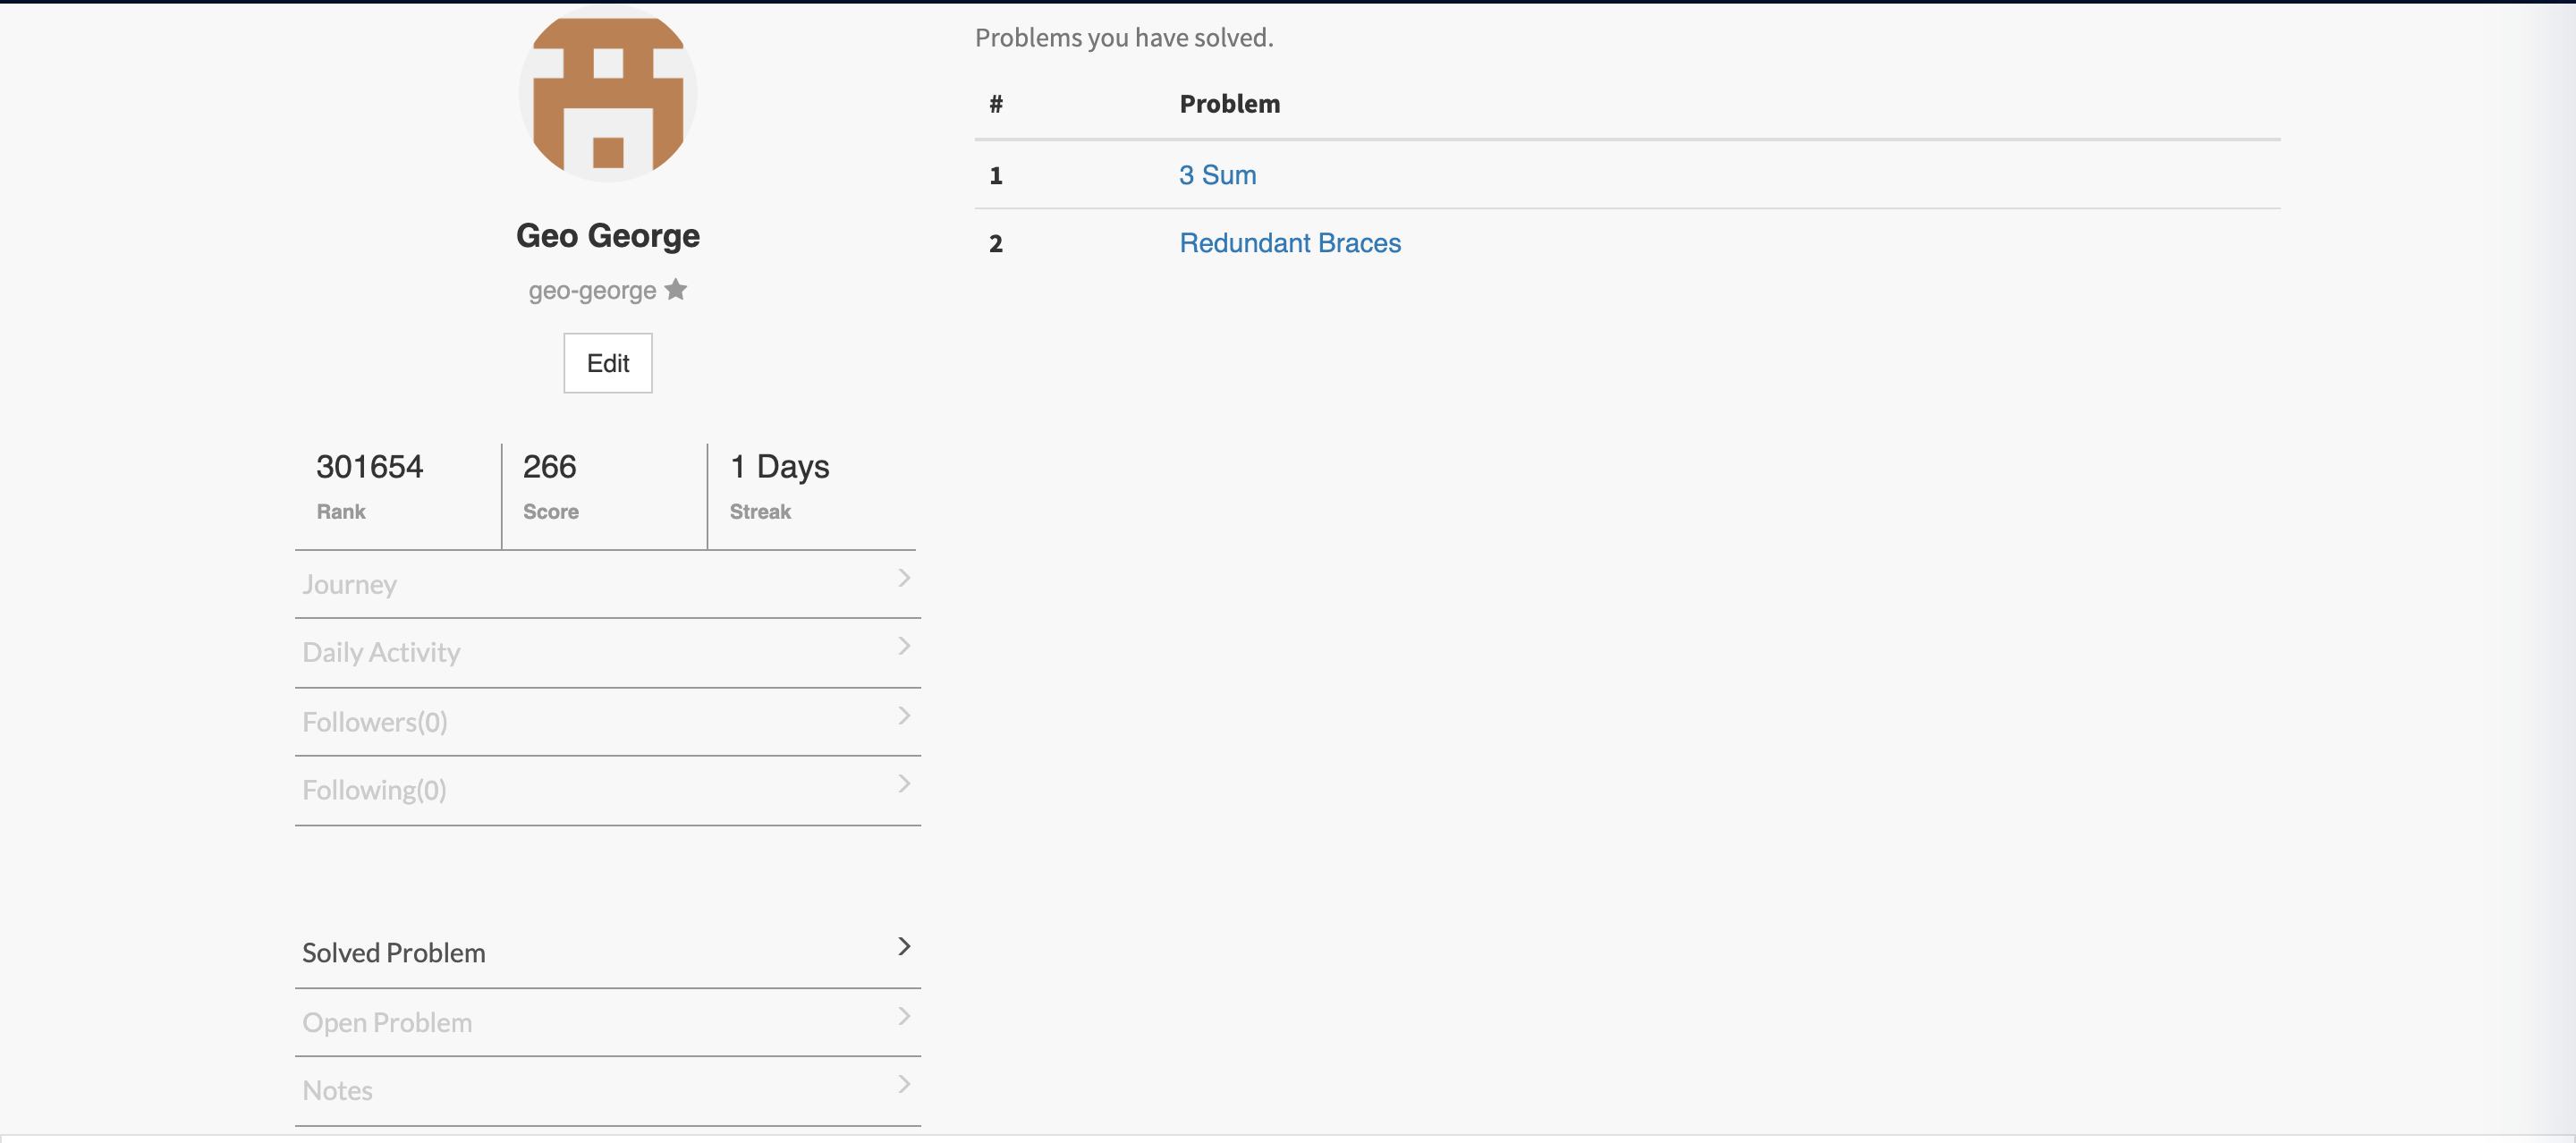 Geo George
geo-george
Edit
301654 266 1 Days
Rank Score Streak
Journey
Daily Activity
Followers(0)
Following(0)
Solved Problem
Open Problem
Notes
Problems you have solved.
# Problem
1 3 Sum
2 Redundant Braces